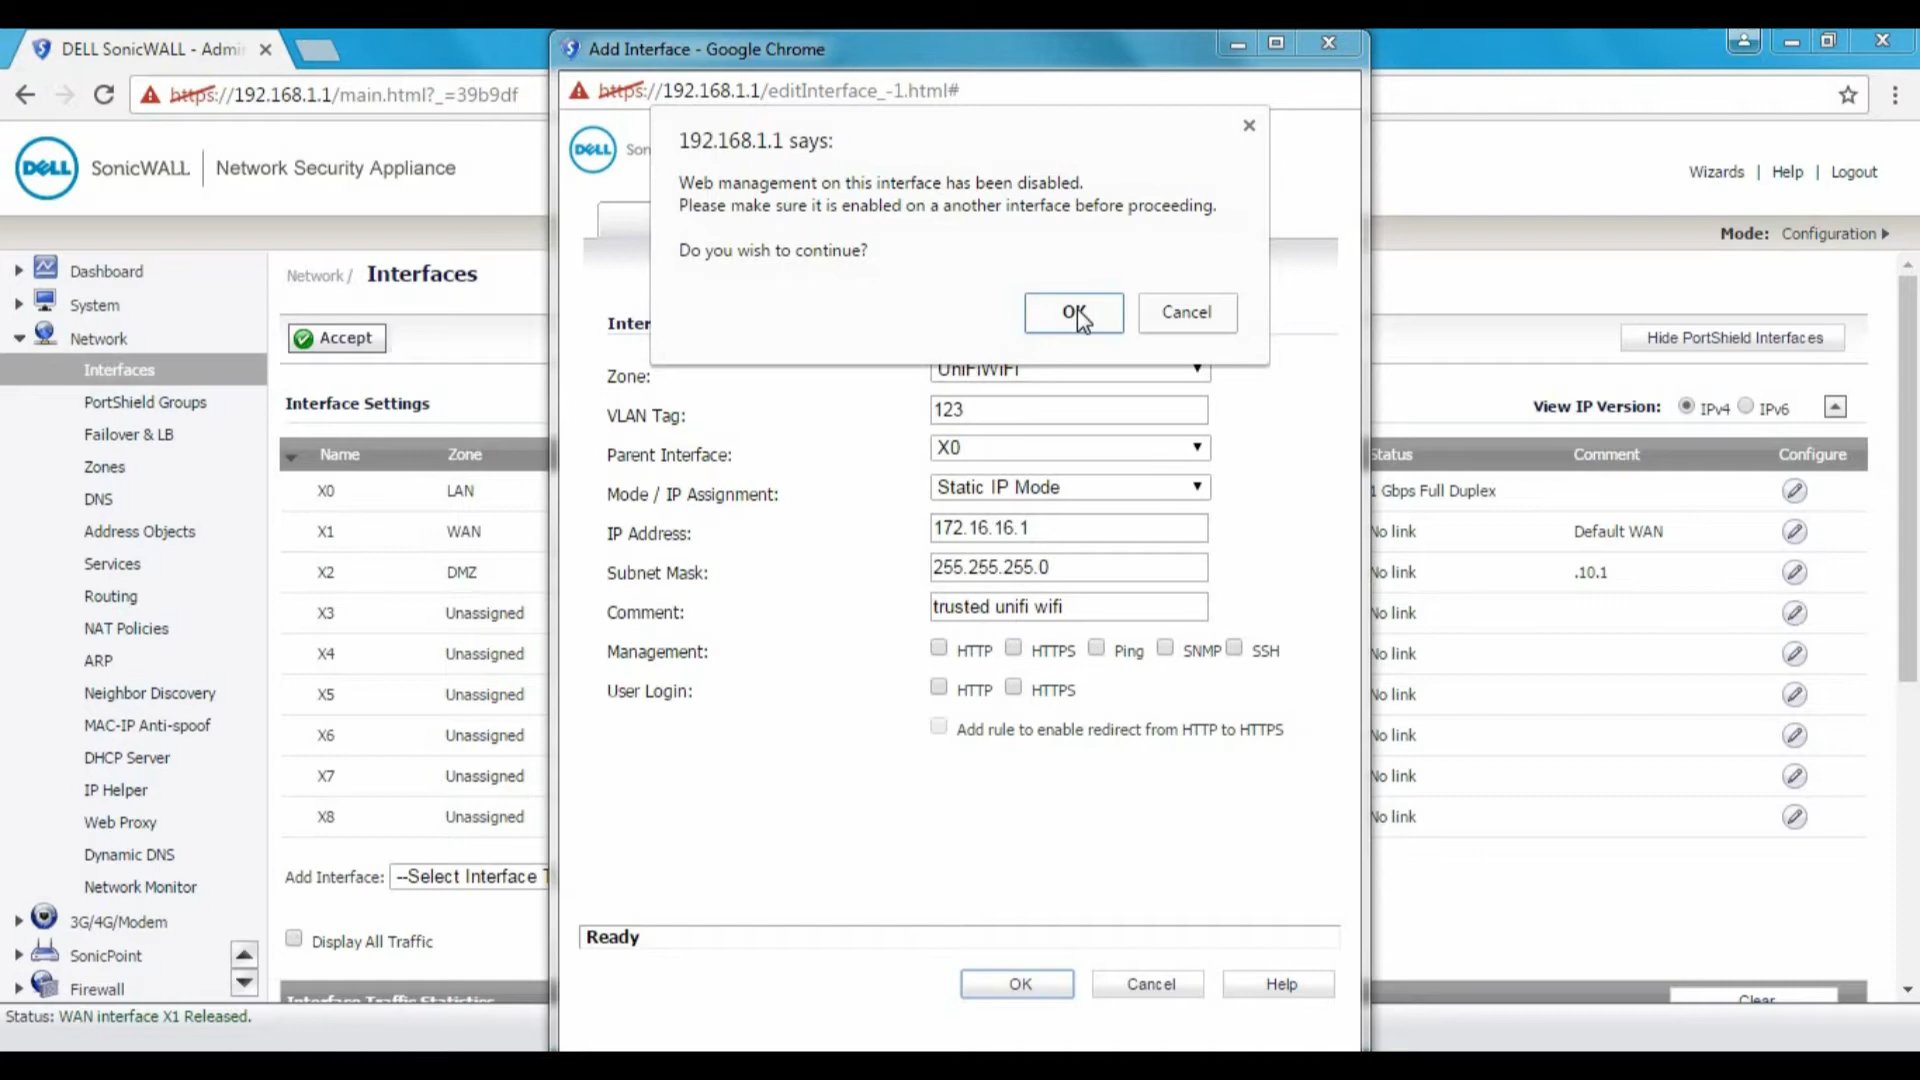 DELL SonicWALL - Admi
Add Interface - Google Chrome
https://192.168.1.1/main.html?_=39b9df
https://192.168.1.1/editInterface_-1.html#
DELL
SonicWALL | Network Security Appliance
DELL
Son
Wizards | Help | Logout
Mode: Configuration
192.168.1.1 says:
Web management on this interface has been disabled.
Please make sure it is enabled on a another interface before proceeding.
Do you wish to continue?
OK
Cancel
Dashboard
System
Network
Interfaces
PortShield Groups
Failover & LB
Zones
DNS
Address Objects
Services
Routing
NAT Policies
ARP
Neighbor Discovery
MAC-IP Anti-spoof
DHCP Server
IP Helper
Web Proxy
Dynamic DNS
Network Monitor
3G/4G/Modem
SonicPoint
Firewall
Status: WAN interface X1 Released.
Network / Interfaces
Accept
Hide PortShield Interfaces
Interface Settings
View IP Version: IPv4 IPv6
Name Zone
X0 LAN
X1 WAN
X2 DMZ
X3 Unassigned
X4 Unassigned
X5 Unassigned
X6 Unassigned
X7 Unassigned
X8 Unassigned
Add Interface: --Select Interface T
Display All Traffic
Interface Traffic Statistics
Inter
Zone: UniFiWiFi
VLAN Tag: 123
Parent Interface: X0
Mode / IP Assignment: Static IP Mode
IP Address: 172.16.16.1
Subnet Mask: 255.255.255.0
Comment: trusted unifi wifi
Management: HTTP HTTPS Ping SNMP SSH
User Login: HTTP HTTPS
Add rule to enable redirect from HTTP to HTTPS
Ready
OK Cancel Help
Status Comment Configure
1 Gbps Full Duplex
No link Default WAN
No link .10.1
No link
No link
No link
No link
No link
No link
Clear